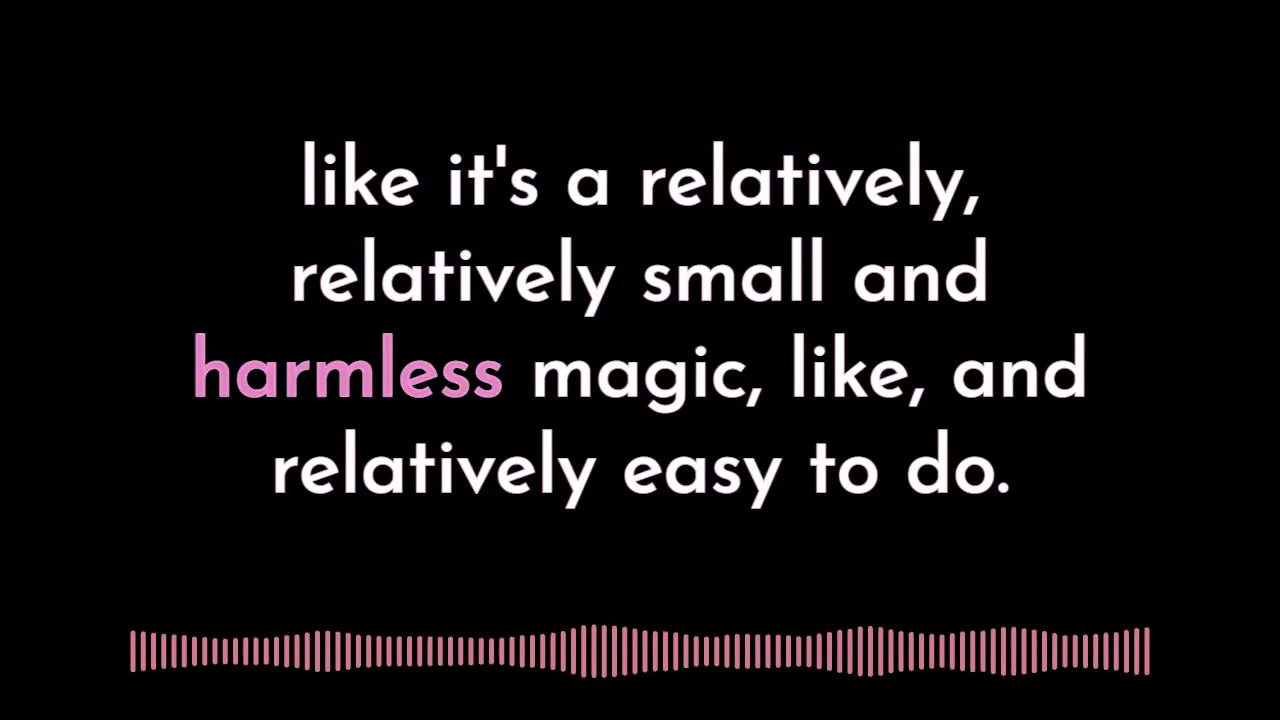 like it's a relatively,
relatively small and
harmless magic, like, and
relatively easy to do.